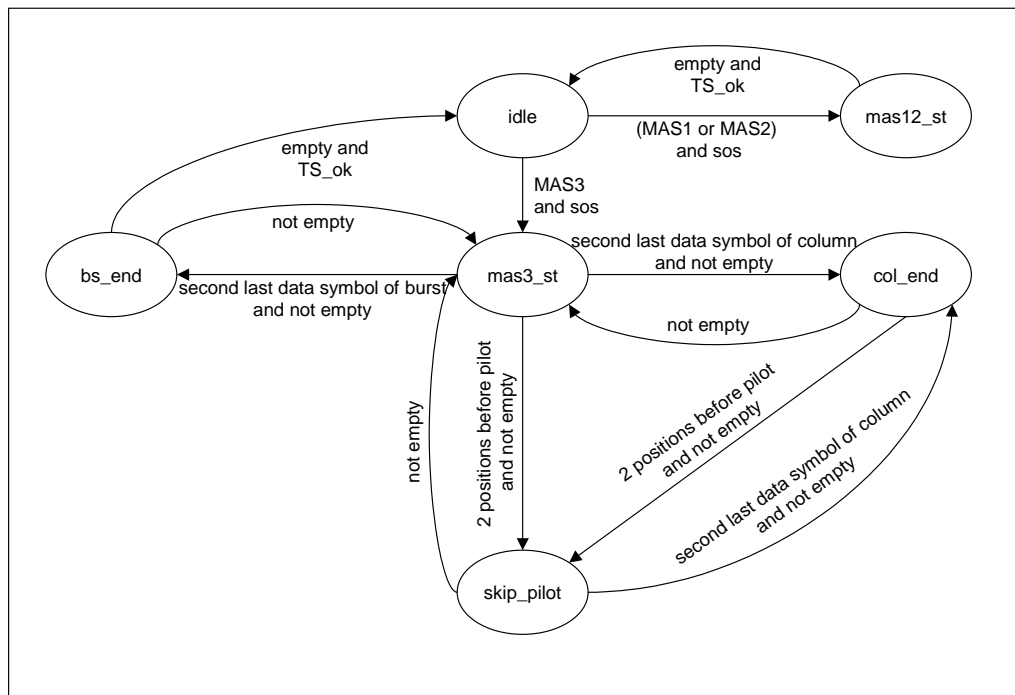 empty and
TS_ok
idle
mas12_st
(MAS1 or MAS2)
and sos
empty and
TS_ok
MAS3
and sos
not empty
bs_end
second last data symbol of burst
and not empty
mas3_st
second last data symbol of column
and not empty
col_end
not empty
not empty
2 positions before pilot
and not empty
2 positions before pilot
and not empty
second last data symbol of column
and not empty
skip_pilot